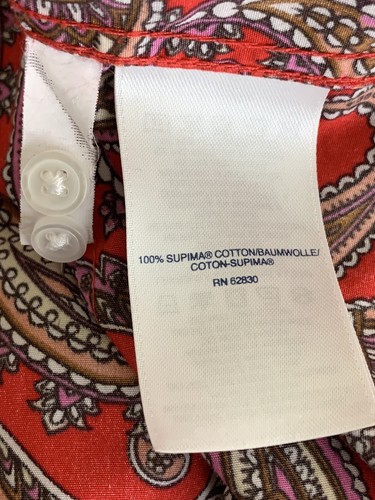 100% SUPIMA® COTTON/BAUMWOLLE/
COTON-SUPIMA®
RN 62830